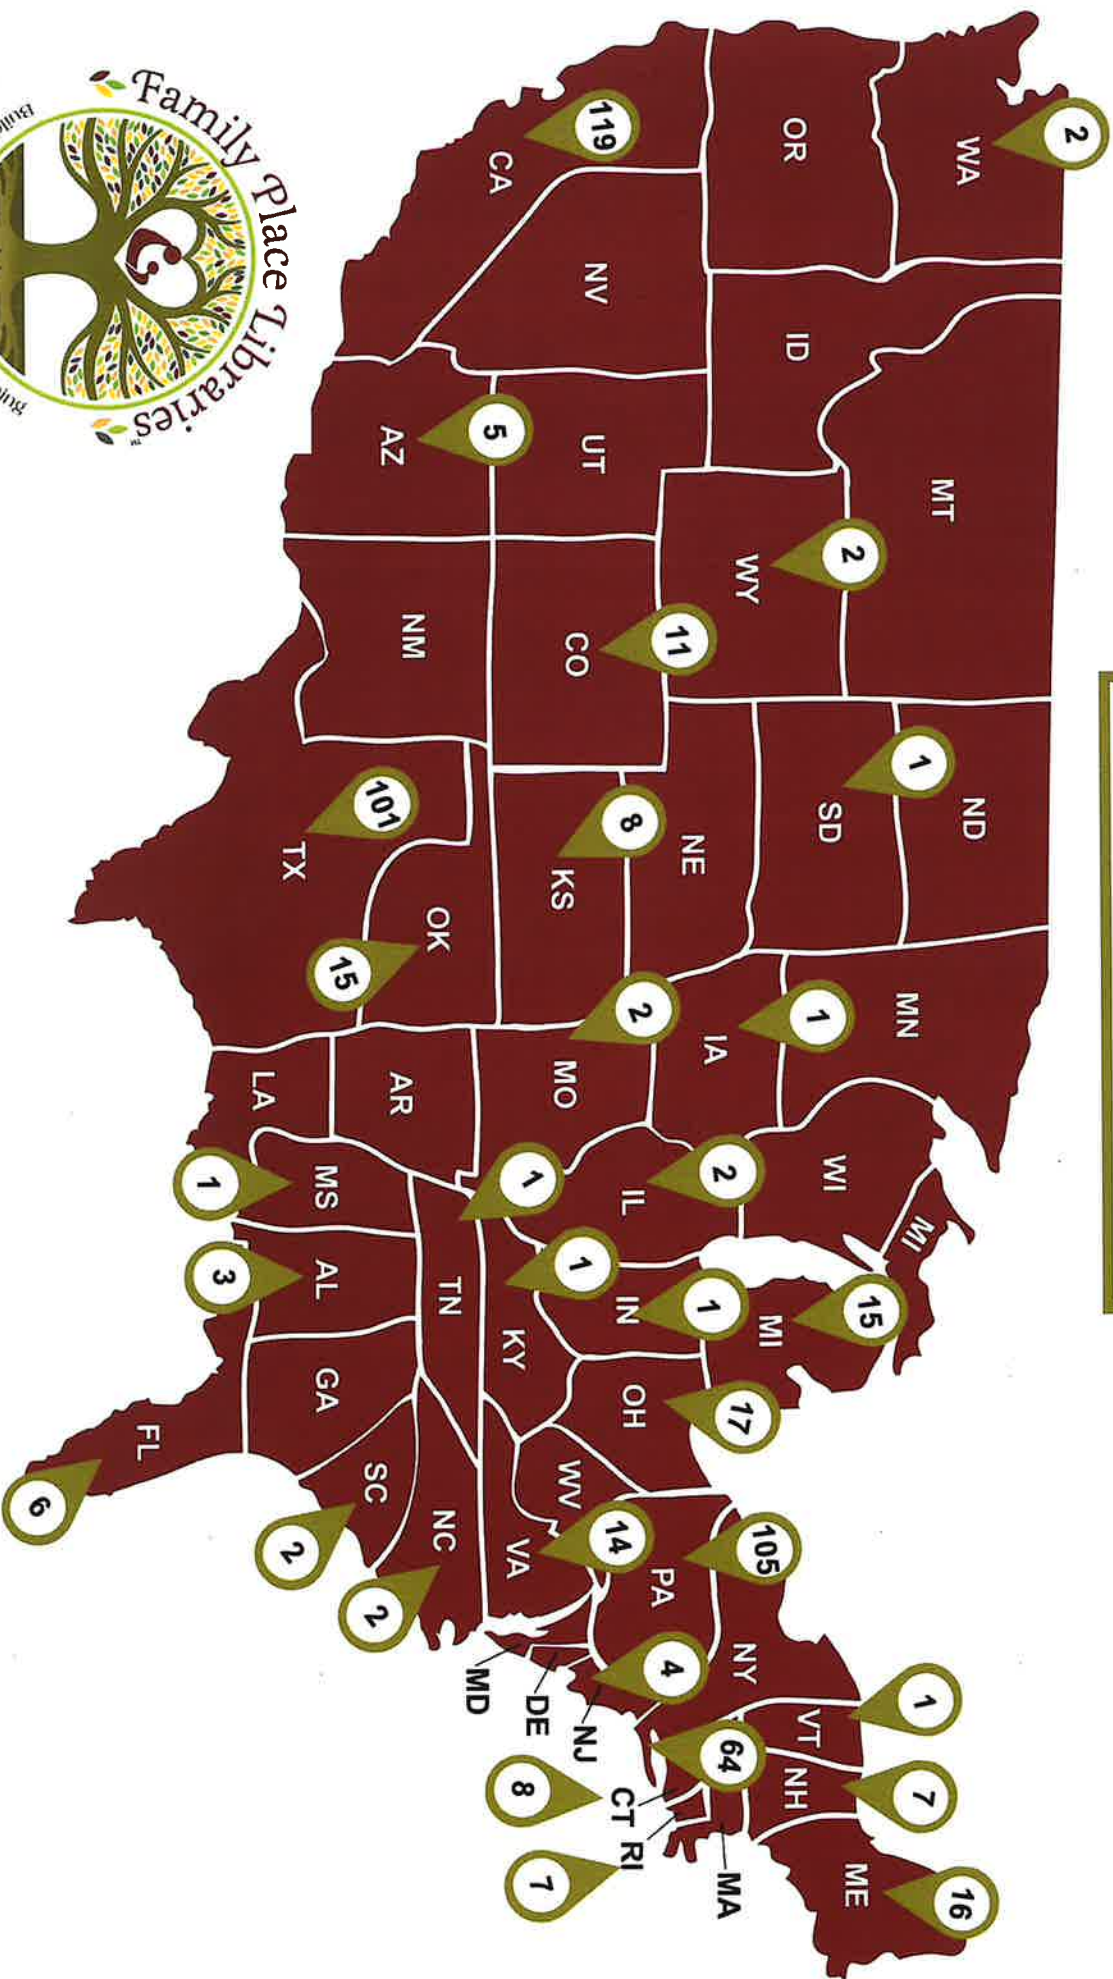 2
WA
MT
ND
1
MN
1
7
16
ME
VT
NH
MA
OR
ID
2
WY
SD
1
WI
MI
15
MI
NY
64
RI
7
CT
8
11
NE
IA
2
1
17
105
PA
4
NJ
DE
MD
119
CA
NV
UT
CO
8
KS
2
MO
IL
IN
1
OH
14
WV
VA
5
AZ
NM
OK
15
AR
1
KY
TN
NC
2
SC
2
101
TX
LA
MS
1
AL
3
GA
FL
6
Family Place Libraries™